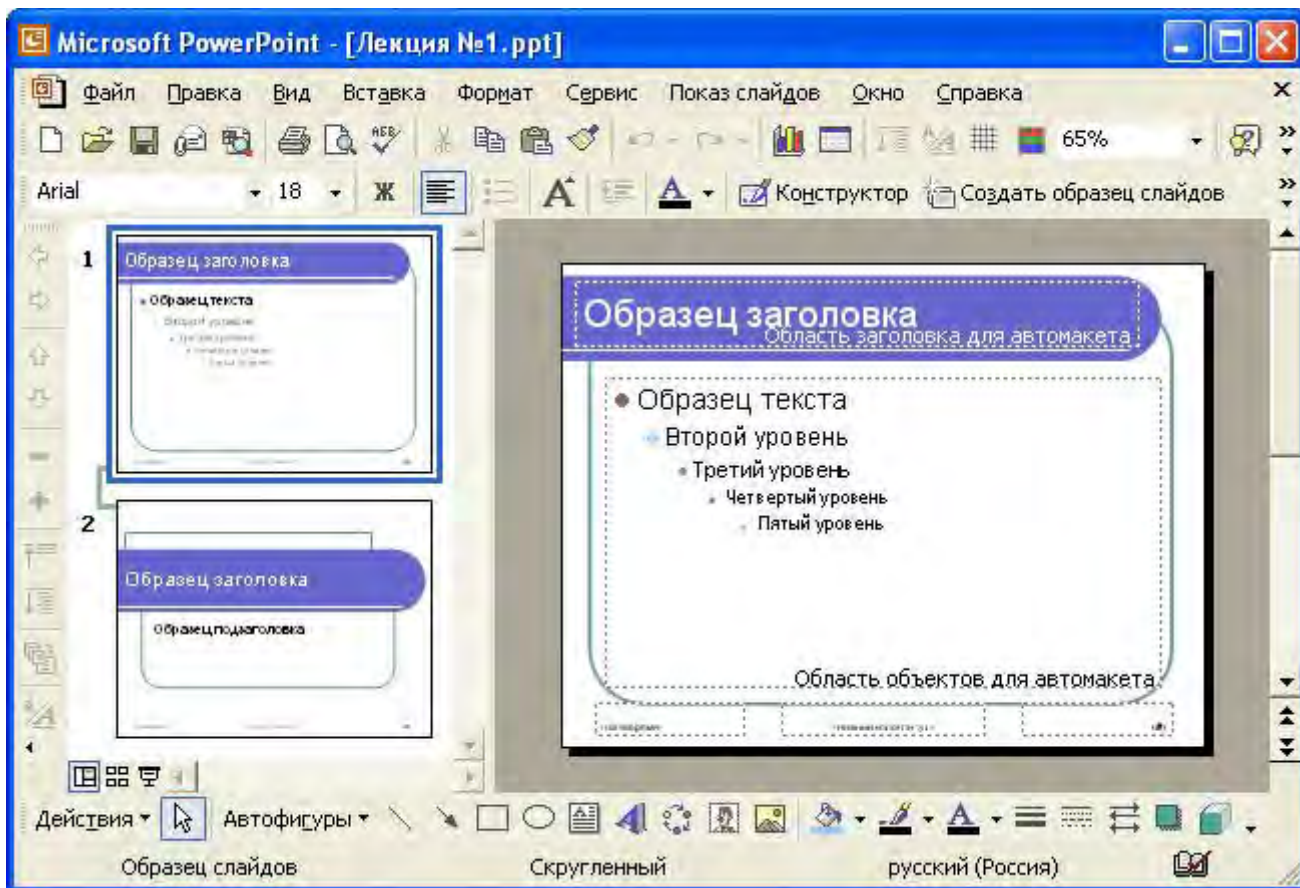 Microsoft PowerPoint - [Лекция №1.ppt]
Файл Правка Вид Вставка Формат Сервис Показ слайдов Окно Справка
65%
Arial 18 Ж Конструктор Создать образец слайдов
1
Образец заголовка
Образец текста
Второй уровень
2
Образец заголовка
Образец подзаголовка
Образец заголовка
Область заголовка для автомакета
Образец текста
Второй уровень
Третий уровень
Четвертый уровень
Пятый уровень
Область объектов для автомакета
Действия Автофигуры
Образец слайдов Скругленный русский (Россия)